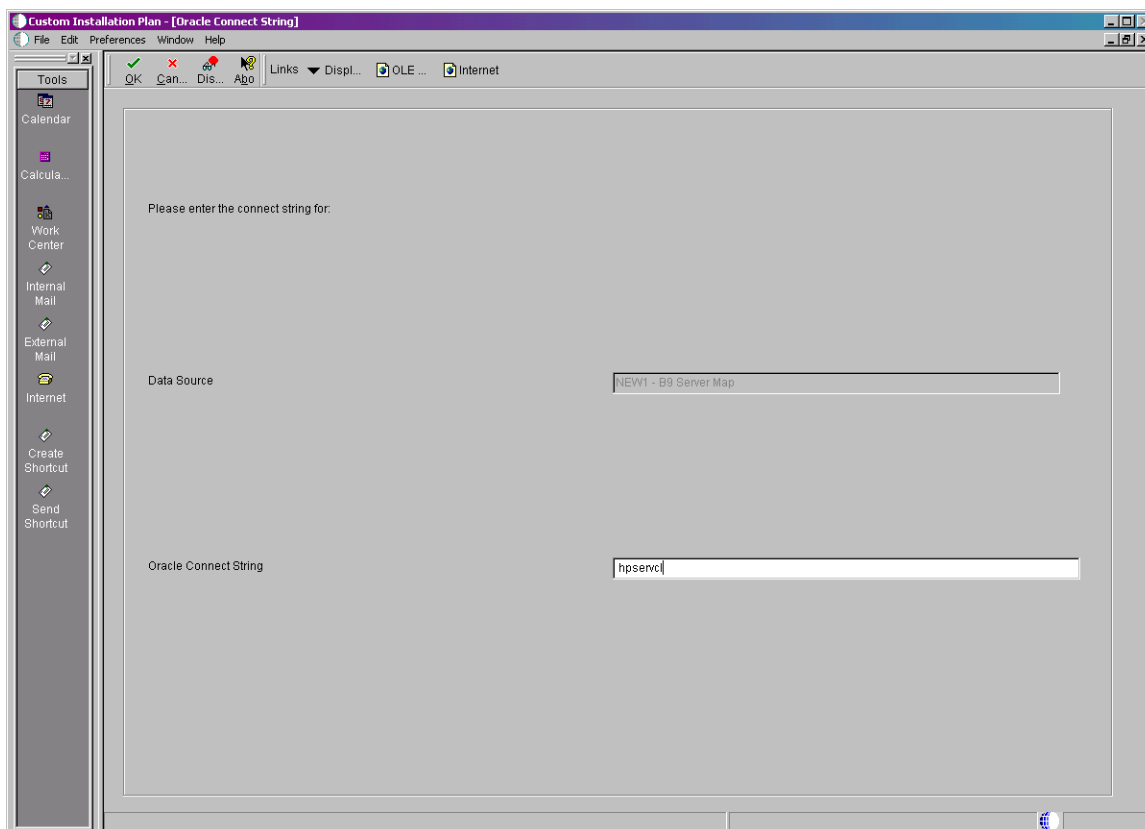 Custom Installation Plan - [Oracle Connect String]
File Edit Preferences Window Help
Tools
OK Can... Dis... Abo Links Displ... OLE ... Internet
Calendar
Calcula...
Work
Center
Internal
Mail
External
Mail
Internet
Create
Shortcut
Send
Shortcut
Please enter the connect string for:
Data Source
NEW1 - B9 Server Map
Oracle Connect String
hpservcl